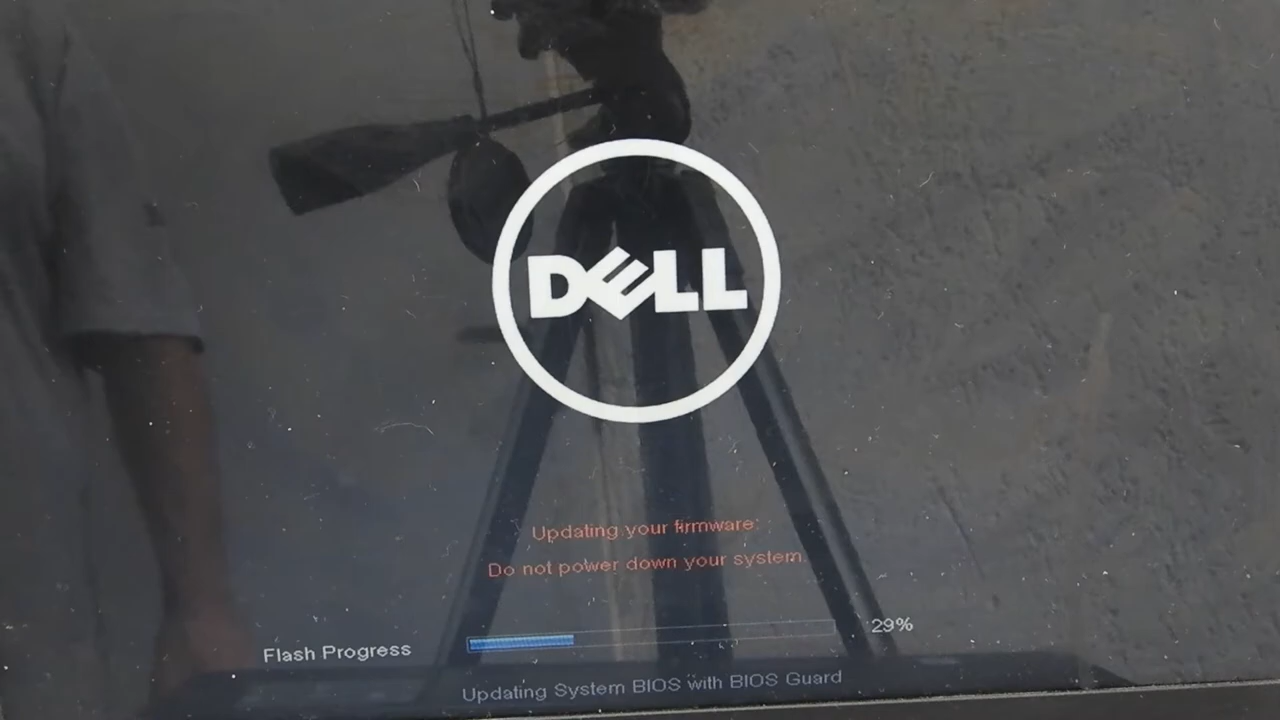 DELL
Updating your firmware:
Do not power down your system.
Flash Progress 29%
Updating System BIOS with BIOS Guard